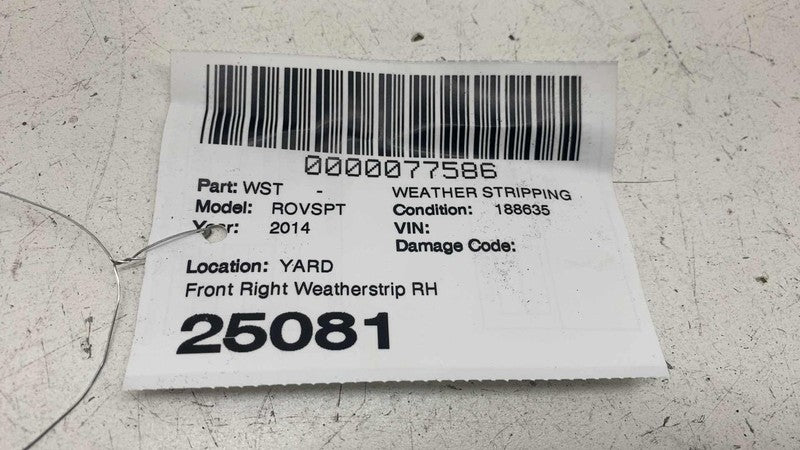 0000077586
Part: WST - WEATHER STRIPPING
Model: ROVSPT Condition: 188635
Year: 2014 VIN:
Damage Code:
Location: YARD
Front Right Weatherstrip RH
25081